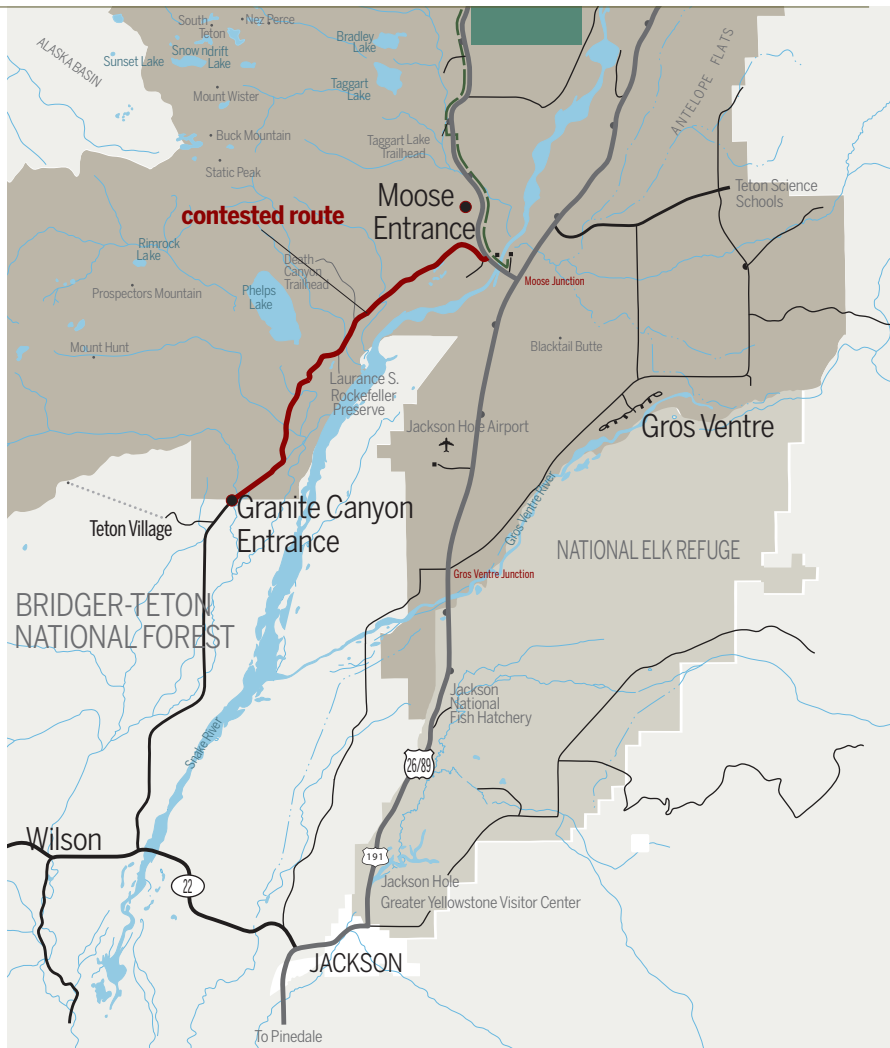 South
Teton
Nez Perce
Snowndrift
Lake
Sunset Lake
ALASKA BASIN
Bradley
Lake
Taggart
Lake
Mount Wister
Buck Mountain
Static Peak
Taggart Lake
Trailhead
ANTELOPE FLATS
Moose
Entrance
Teton Science
Schools
contested route
Rimrock
Lake
Death
Canyon
Trailhead
Moose Junction
Prospectors Mountain
Phelps
Lake
Mount Hunt
Blacktail Butte
Laurance S.
Rockefeller
Preserve
Jackson Hole Airport
Gros Ventre
Granite Canyon
Entrance
Teton Village
Gros Ventre River
NATIONAL ELK REFUGE
Gros Ventre Junction
BRIDGER-TETON
NATIONAL FOREST
Jackson
National
Fish Hatchery
Snake River
26/89
Wilson
191
22
Jackson Hole
Greater Yellowstone Visitor Center
JACKSON
To Pinedale